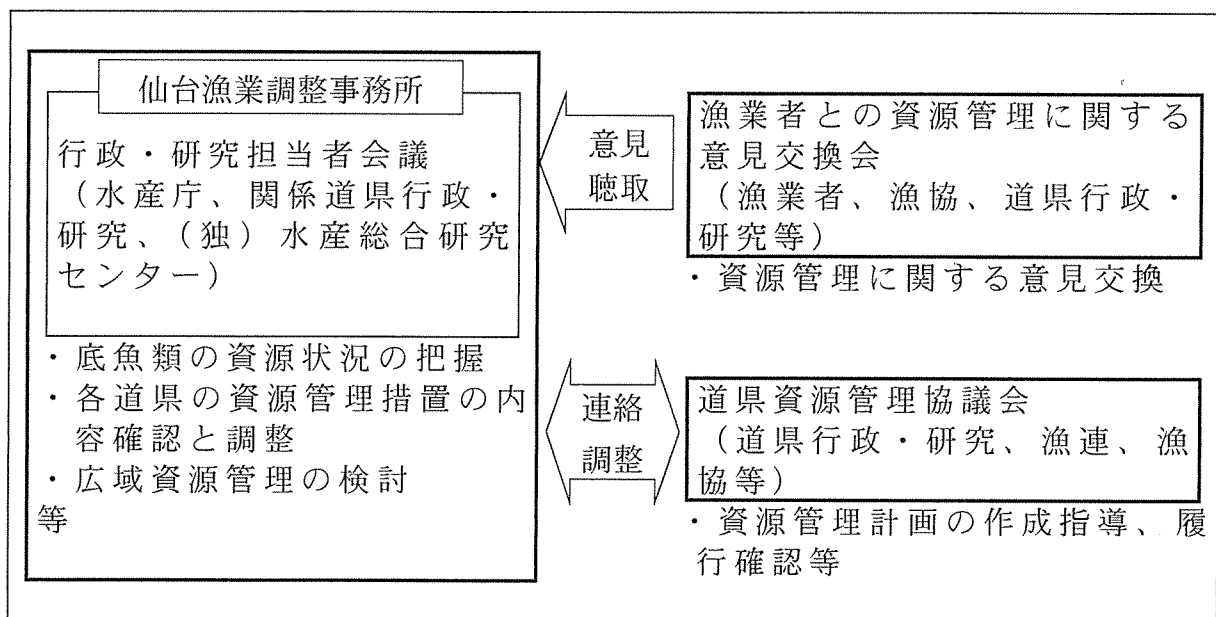 仙台漁業調整事務所
行政・研究担当者会議
（水産庁、関係道県行政・
研究、（独）水産総合研究
センター）
・底魚類の資源状況の把握
・各道県の資源管理措置の内
容確認と調整
・広域資源管理の検討
等
意見
聴取
漁業者との資源管理に関する
意見交換会
（漁業者、漁協、道県行政・
研究等）
・資源管理に関する意見交換
連絡
調整
道県資源管理協議会
（道県行政・研究、漁連、漁
協等）
・資源管理計画の作成指導、履
行確認等